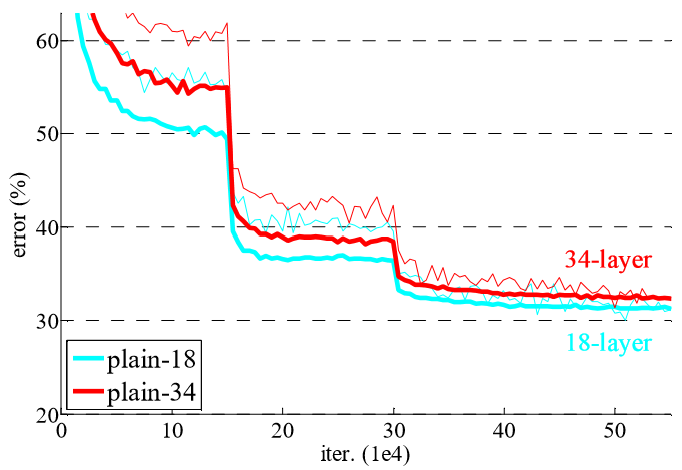 60
50
40
30
20
error (%)
34-layer
18-layer
plain-18
plain-34
0
10
20
30
40
50
iter. (1e4)